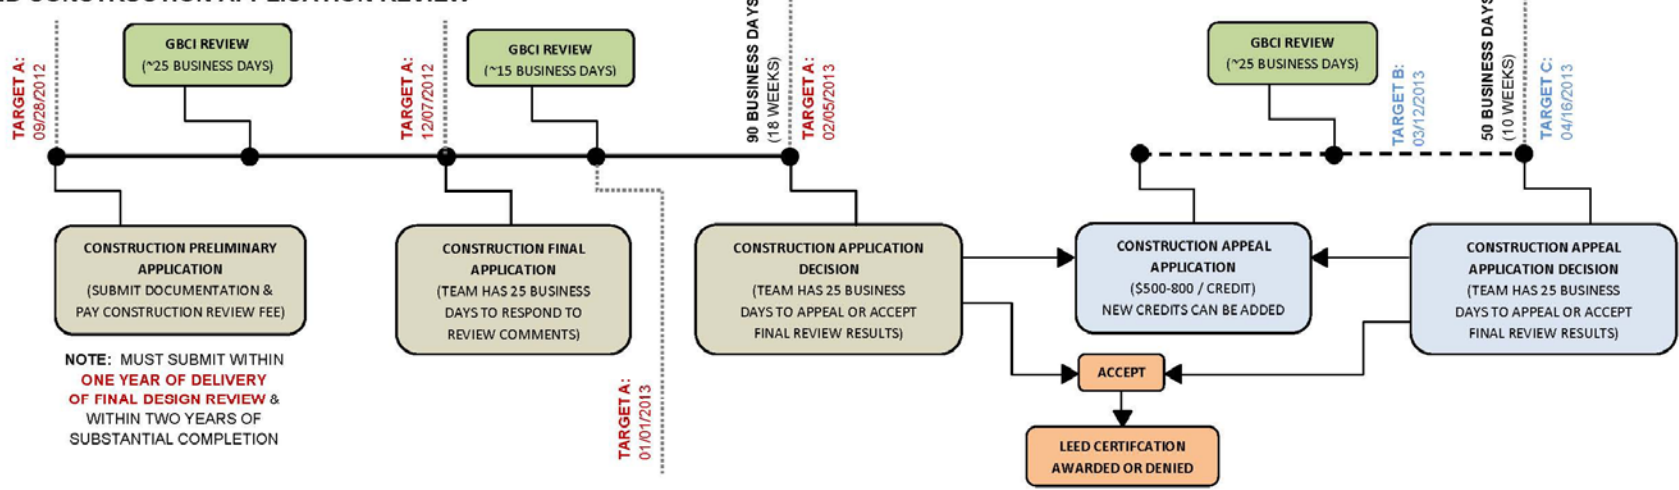 CONSTRUCTION APPLICATION REVIEW
TARGET A:
09/28/2012
GBCI REVIEW
(~25 BUSINESS DAYS)
TARGET A:
12/07/2012
GBCI REVIEW
(~15 BUSINESS DAYS)
90 BUSINESS DAYS
(18 WEEKS)
TARGET A:
02/05/2013
GBCI REVIEW
(~25 BUSINESS DAYS)
TARGET B:
03/12/2013
50 BUSINESS DAYS
(10 WEEKS)
TARGET C:
04/16/2013
CONSTRUCTION PRELIMINARY
APPLICATION
(SUBMIT DOCUMENTATION &
PAY CONSTRUCTION REVIEW FEE)
NOTE: MUST SUBMIT WITHIN
ONE YEAR OF DELIVERY
OF FINAL DESIGN REVIEW &
WITHIN TWO YEARS OF
SUBSTANTIAL COMPLETION
CONSTRUCTION FINAL
APPLICATION
(TEAM HAS 25 BUSINESS
DAYS TO RESPOND TO
REVIEW COMMENTS)
TARGET A:
01/01/2013
CONSTRUCTION APPLICATION
DECISION
(TEAM HAS 25 BUSINESS
DAYS TO APPEAL OR ACCEPT
FINAL REVIEW RESULTS)
CONSTRUCTION APPEAL
APPLICATION
($500-800 / CREDIT)
NEW CREDITS CAN BE ADDED
CONSTRUCTION APPEAL
APPLICATION DECISION
(TEAM HAS 25 BUSINESS
DAYS TO APPEAL OR ACCEPT
FINAL REVIEW RESULTS)
ACCEPT
LEED CERTIFCATION
AWARDED OR DENIED